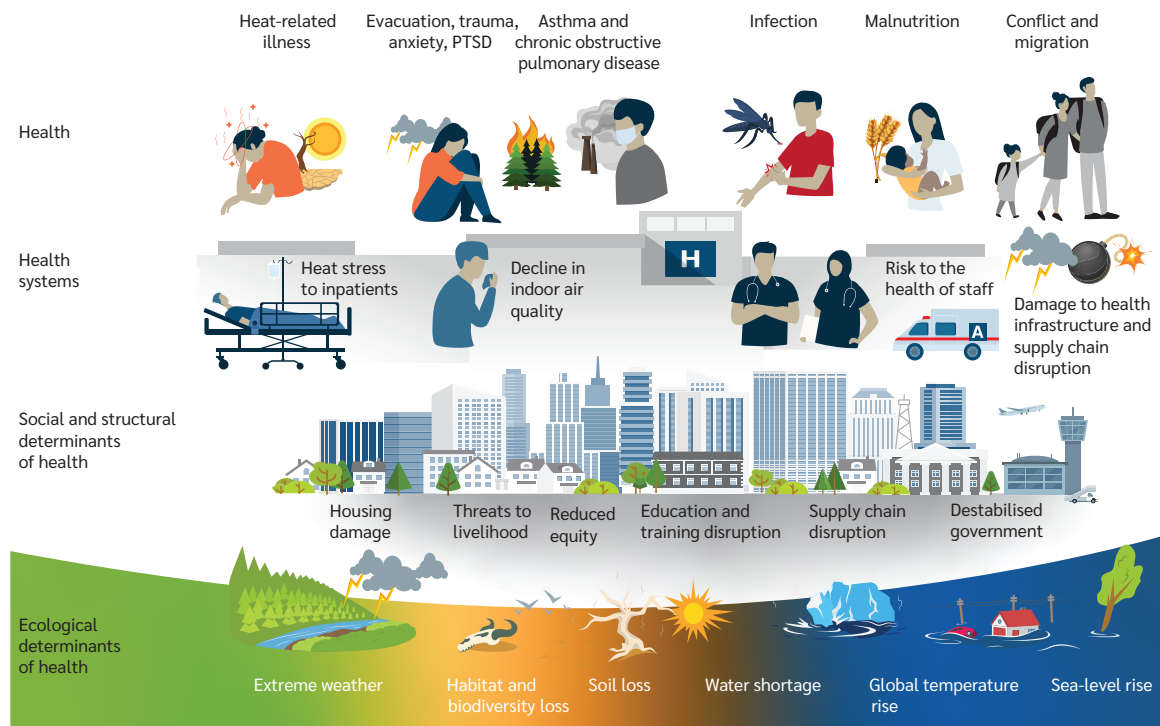 Heat-related
illness
Evacuation, trauma,
anxiety, PTSD
Asthma and
chronic obstructive
pulmonary disease
Infection
Malnutrition
Conflict and
migration
Health
Health
systems
Heat stress
to inpatients
Decline in
indoor air
quality
H
Risk to the
health of staff
A
Damage to health
infrastructure and
supply chain
disruption
Social and structural
determinants
of health
Housing
damage
Threats to
livelihood
Reduced
equity
Education and
training disruption
Supply chain
disruption
Destabilised
government
Ecological
determinants
of health
Extreme weather
Habitat and
biodiversity loss
Soil loss
Water shortage
Global temperature
rise
Sea-level rise